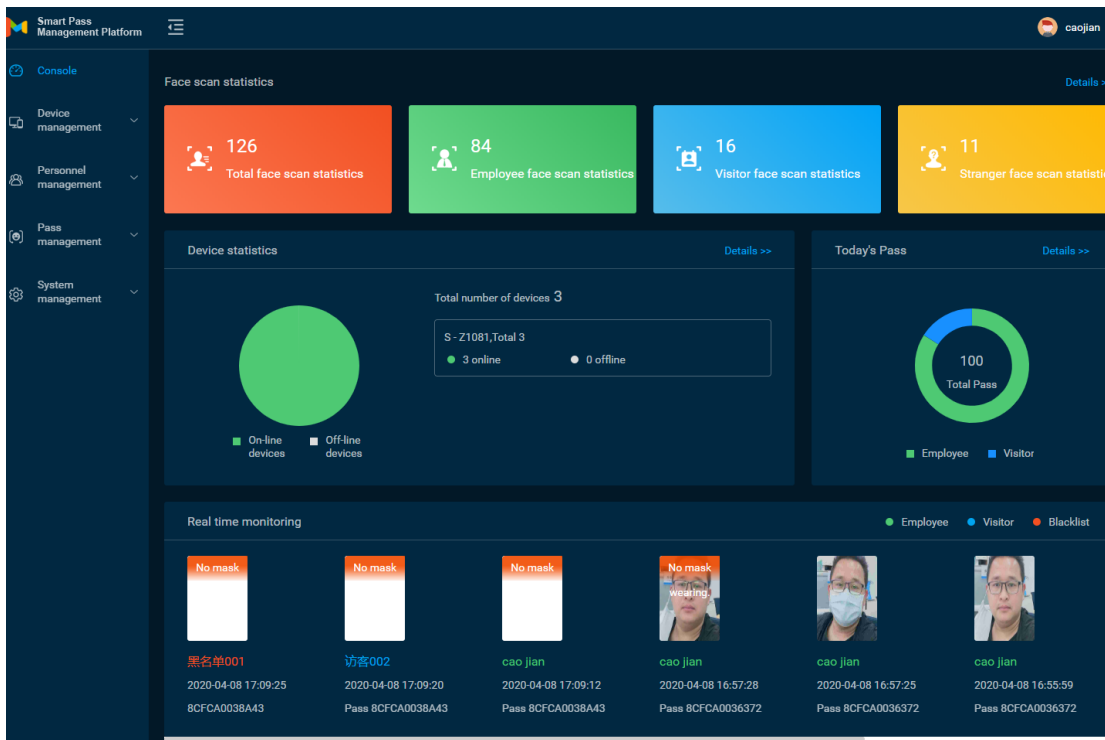 Smart Pass
Management Platform
caojian
Console
Device
management
Personnel
management
Pass
management
System
management
Face scan statistics
Details >
126
Total face scan statistics
84
Employee face scan statistics
16
Visitor face scan statistics
11
Stranger face scan statistic
Device statistics
Details >>
Total number of devices 3
S - Z1081,Total 3
3 online
0 offline
On-line
devices
Off-line
devices
Today's Pass
Details >>
100
Total Pass
Employee
Visitor
Real time monitoring
Employee
Visitor
Blacklist
No mask
黑名单001
2020-04-08 17:09:25
8CFCA0038A43
No mask
访客002
2020-04-08 17:09:20
Pass 8CFCA0038A43
No mask
cao jian
2020-04-08 17:09:12
Pass 8CFCA0038A43
No mask
wearing.
cao jian
2020-04-08 16:57:28
Pass 8CFCA0036372
cao jian
2020-04-08 16:57:25
Pass 8CFCA0036372
cao jian
2020-04-08 16:55:59
Pass 8CFCA0036372